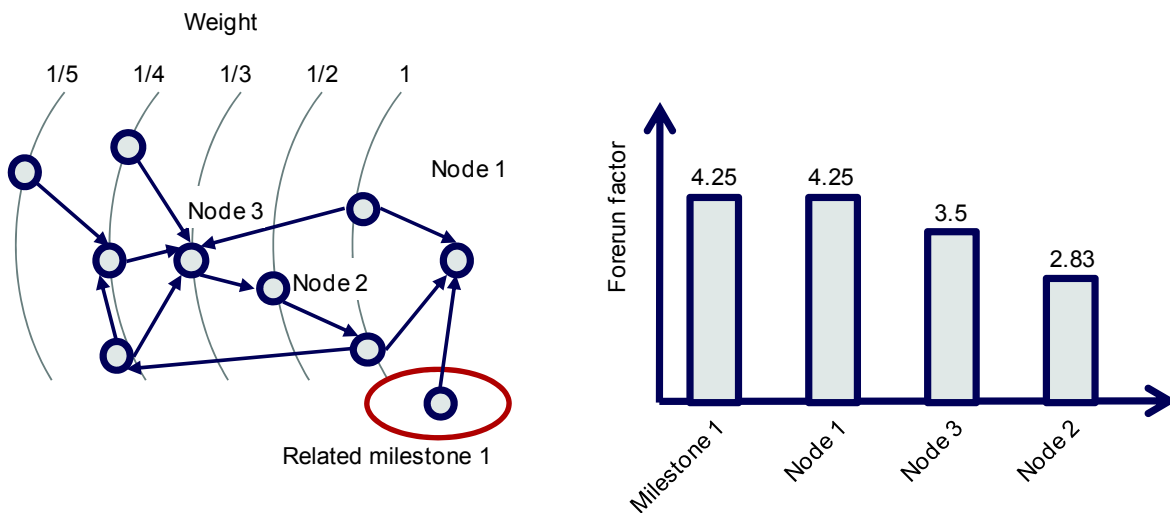 Weight
1/5 1/4 1/3 1/2 1
Node 1
Node 3
Node 2
Related milestone 1
Forerun factor
4.25 4.25
3.5
2.83
Milestone 1 Node 1 Node 3 Node 2